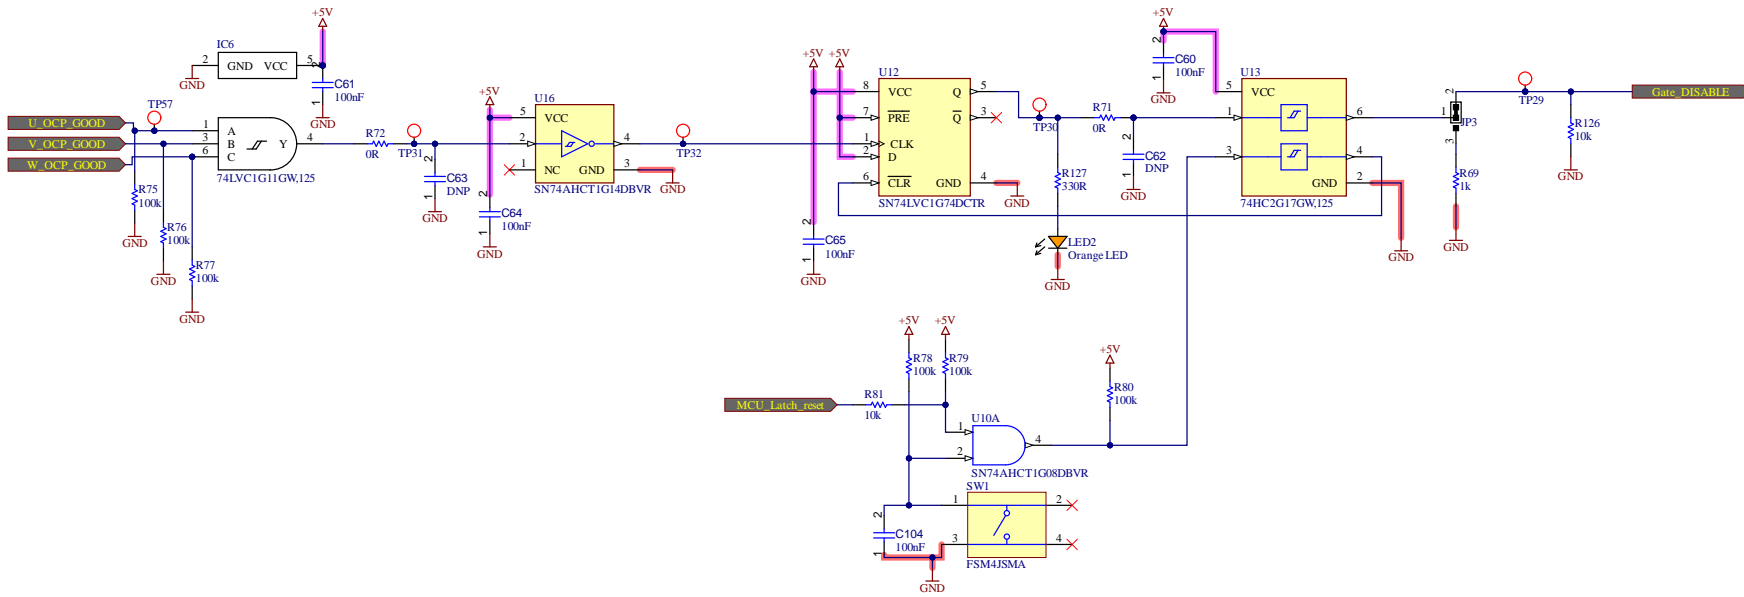 +5V
IC6
2
GND
VCC
5
2
GND
C61
100nF
1
GND
TP57
U_OCP_GOOD
V_OCP_GOOD
W_OCP_GOOD
1
3
6
A
B
C
Y
4
74LVC1G11GW,125
R75
100k
GND
R76
100k
GND
R77
100k
GND
R72
0R
TP31
2
C63
DNP
1
GND
+5V
U16
5
VCC
2
4
1
NC
GND
3
GND
SN74AHCT1G14DBVR
2
C64
100nF
1
GND
TP32
+5V
+5V
U12
8
VCC
Q
5
7
PRE
Q
3
1
CLK
2
D
6
CLR
GND
4
GND
SN74LVC1G74DCTR
2
C65
100nF
1
GND
TP30
R71
0R
R127
330R
LED2
Orange LED
GND
2
C62
DNP
1
GND
+5V
2
C60
100nF
1
GND
U13
5
VCC
1
6
3
4
GND
2
74HC2G17GW,125
GND
2
1
JP3
3
R69
1k
GND
TP29
R126
10k
GND
Gate_DISABLE
+5V
+5V
R78
100k
R79
100k
MCU_Latch_reset
R81
10k
U10A
1
2
4
SN74AHCT1G08DBVR
+5V
R80
100k
SW1
1
2
3
4
FSM4JSMA
2
C104
100nF
1
GND